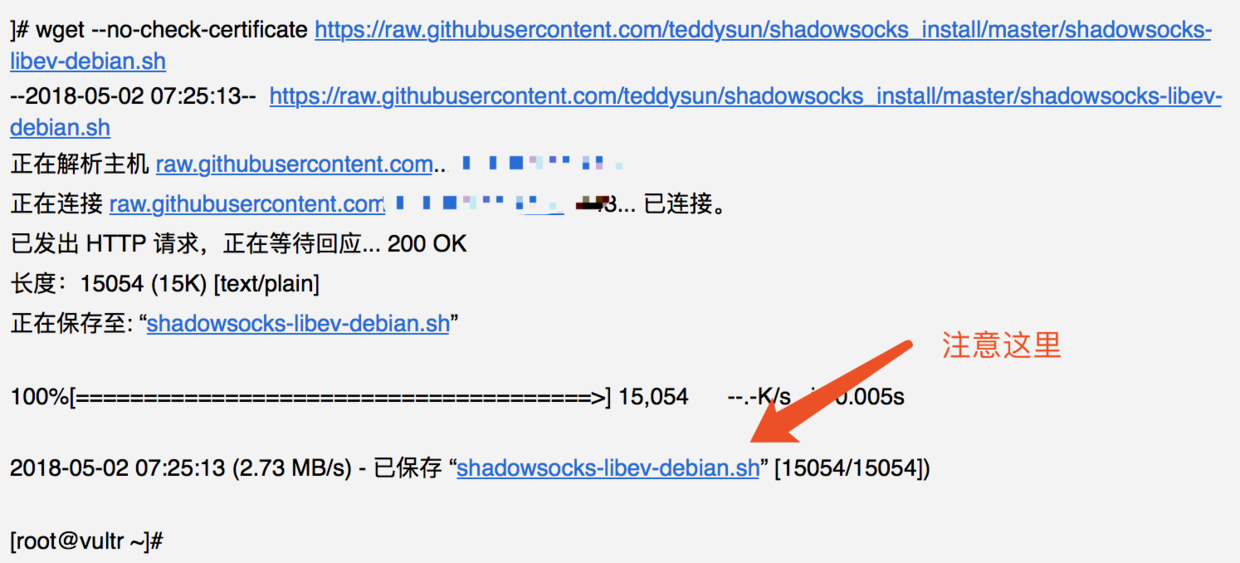 ]# wget --no-check-certificate https://raw.githubusercontent.com/teddysun/shadowsocks_install/master/shadowsocks-
libev-debian.sh
--2018-05-02 07:25:13-- https://raw.githubusercontent.com/teddysun/shadowsocks_install/master/shadowsocks-libev-
debian.sh
正在解析主机 raw.githubusercontent.com...
正在连接 raw.githubusercontent.com 3... 已连接。
已发出 HTTP 请求，正在等待回应... 200 OK
长度：15054 (15K) [text/plain]
正在保存至: “shadowsocks-libev-debian.sh”
注意这里
100%[======================================>] 15,054 --.-K/s 0.005s
2018-05-02 07:25:13 (2.73 MB/s) - 已保存 “shadowsocks-libev-debian.sh” [15054/15054])
[root@vultr ~]#